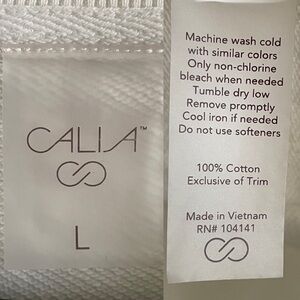 CALIA™
L
Machine wash cold
with similar colors
Only non-chlorine
bleach when needed
Tumble dry low
Remove promptly
Cool iron if needed
Do not use softeners
100% Cotton
Exclusive of Trim
Made in Vietnam
RN# 104141